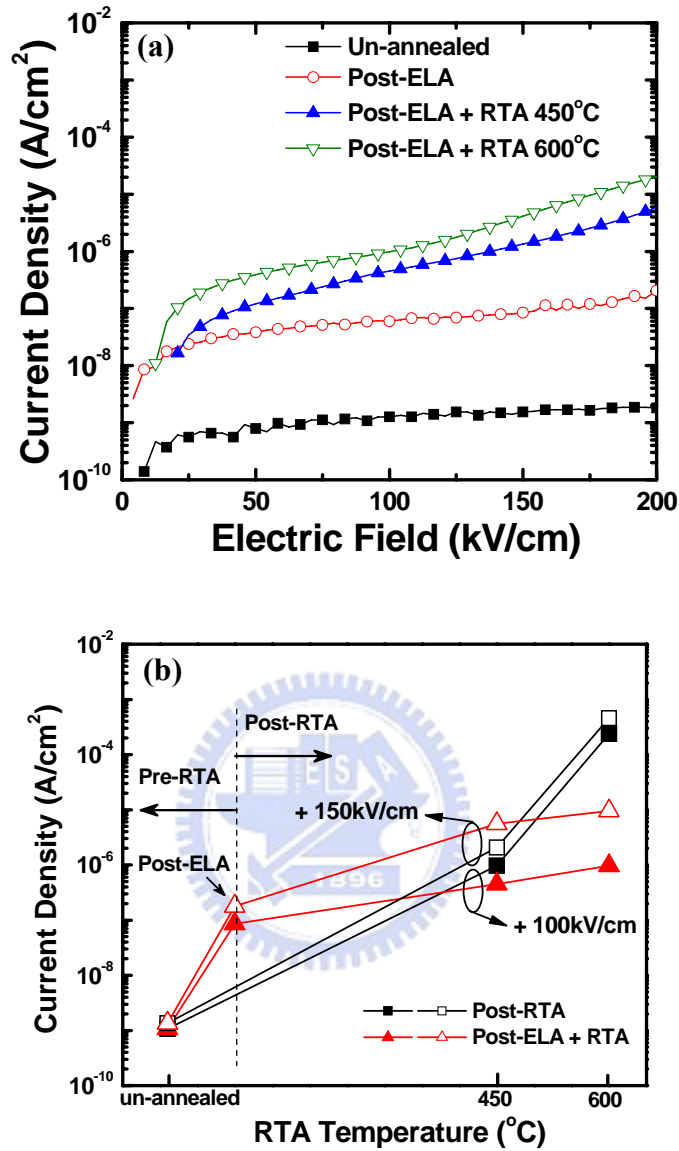 (a)
Un-annealed
Post-ELA
Post-ELA + RTA 450°C
Post-ELA + RTA 600°C
Current Density (A/cm²)
10⁻²
10⁻⁴
10⁻⁶
10⁻⁸
10⁻¹⁰
0 50 100 150 200
Electric Field (kV/cm)
(b)
Post-RTA
Pre-RTA
E S A
+ 150kV/cm
Post-ELA
1896
+ 100kV/cm
Current Density (A/cm²)
10⁻²
10⁻⁴
10⁻⁶
10⁻⁸
10⁻¹⁰
Post-RTA
Post-ELA + RTA
un-annealed 450 600
RTA Temperature (°C)